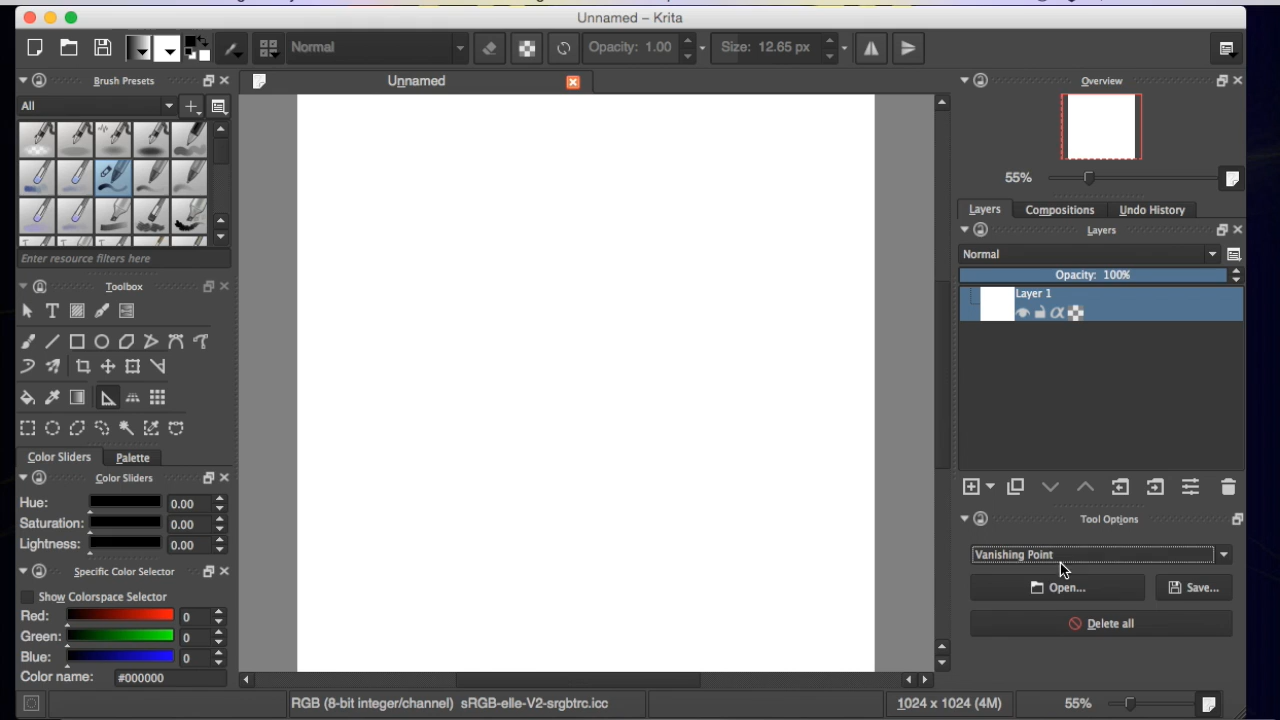 Unnamed – Krita
Normal
Opacity: 1.00
Size: 12.65 px
Brush Presets
Unnamed
Overview
All
55%
Layers
Compositions
Undo History
Layers
Normal
Enter resource filters here
Opacity: 100%
Toolbox
Layer 1
Color Sliders
Palette
Color Sliders
Hue:
0.00
Saturation:
0.00
Tool Options
Lightness:
0.00
Vanishing Point
Specific Color Selector
Open...
Save...
Show Colorspace Selector
Red:
0
Delete all
Green:
0
Blue:
0
Color name:
#000000
RGB (8-bit integer/channel) sRGB-elle-V2-srgbtrc.icc
1024 x 1024 (4M)
55%